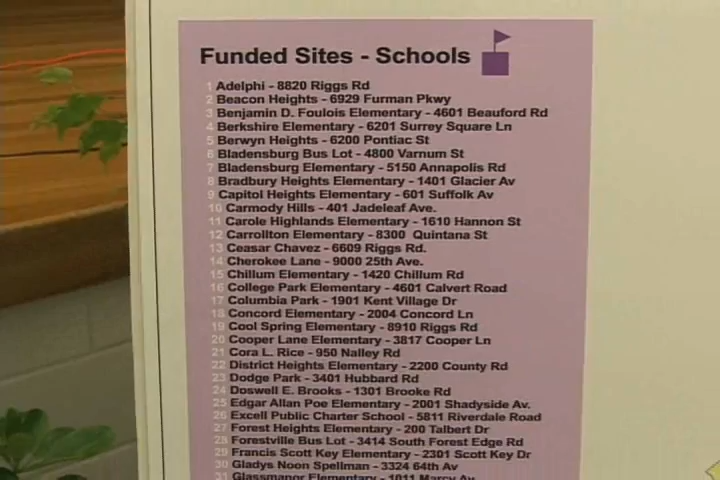 Funded Sites - Schools
1 Adelphi - 8820 Riggs Rd
2 Beacon Heights - 6929 Furman Pkwy
3 Benjamin D. Foulois Elementary - 4601 Beauford Rd
4 Berkshire Elementary - 6201 Surrey Square Ln
5 Berwyn Heights - 6200 Pontiac St
6 Bladensburg Bus Lot - 4800 Varnum St
7 Bladensburg Elementary - 5150 Annapolis Rd
8 Bradbury Heights Elementary - 1401 Glacier Av
9 Capitol Heights Elementary - 601 Suffolk Av
10 Carmody Hills - 401 Jadeleaf Ave.
11 Carole Highlands Elementary - 1610 Hannon St
12 Carrollton Elementary - 8300 Quintana St
13 Ceasar Chavez - 6609 Riggs Rd.
14 Cherokee Lane - 9000 25th Ave.
15 Chillum Elementary - 1420 Chillum Rd
16 College Park Elementary - 4601 Calvert Road
17 Columbia Park - 1901 Kent Village Dr
18 Concord Elementary - 2004 Concord Ln
19 Cool Spring Elementary - 8910 Riggs Rd
20 Cooper Lane Elementary - 3817 Cooper Ln
21 Cora L. Rice - 950 Nalley Rd
22 District Heights Elementary - 2200 County Rd
23 Dodge Park - 3401 Hubbard Rd
24 Doswell E. Brooks - 1301 Brooke Rd
25 Edgar Allan Poe Elementary - 2001 Shadyside Av.
26 Excell Public Charter School - 5811 Riverdale Road
27 Forest Heights Elementary - 200 Talbert Dr
28 Forestville Bus Lot - 3414 South Forest Edge Rd
29 Francis Scott Key Elementary - 2301 Scott Key Dr
30 Gladys Noon Spellman - 3324 64th Av
31 Glassmanor Elementary - 1011 Marcy Av